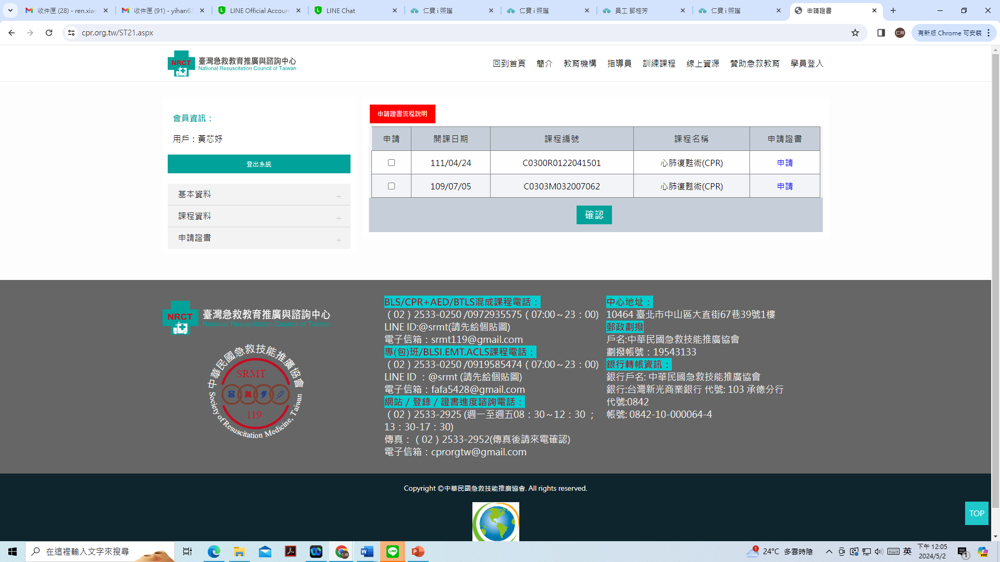 收件匣 (28) - ren.xian
收件匣 (91) - yihan63
LINE Official Accoun
LINE Chat
仁寶 i 照護
仁寶 i 照護
員工 鄧桂芳
仁寶 i 照護
申請證書
cpr.org.tw/ST21.aspx
仁祥
有新版 Chrome 可安裝
NRCT
臺灣急救教育推廣與諮詢中心
National Resuscitation Council of Taiwan
回到首頁 簡介 教育機構 指導員 訓練課程 線上資源 贊助急救教育 學員登入
會員資訊：
用戶：黃芯妤
登出系統
基本資料
課程資料
申請證書
申請證書流程說明
申請 開課日期 課程編號 課程名稱 申請證書
111/04/24 C0300R0122041501 心肺復甦術(CPR) 申請
109/07/05 C0303M032007062 心肺復甦術(CPR) 申請
確認
NRCT
臺灣急救教育推廣與諮詢中心
National Resuscitation Council of Taiwan
中華民國急救技能推廣協會
SRMT
119
Society of Resuscitation Medicine, Taiwan
BLS/CPR+AED/BTLS混成課程電話：
（02）2533-0250 /0972935575（07:00～23：00)
LINE ID:@srmt(請先給個貼圖)
電子信箱：srmt119@gmail.com
專(包)班/BLSI.EMT.ACLS課程電話：
（02）2533-0250 /0919585474（07:00～23：00)
LINE ID ：@srmt (請先給個貼圖)
電子信箱：fafa5428@gmail.com
網站 / 登錄 / 證書進度諮詢電話：
（02）2533-2925 (週一至週五08：30～12：30 ；
13：30-17：30)
傳真：（02）2533-2952(傳真後請來電確認)
電子信箱：cprorgtw@gmail.com
中心地址：
10464 臺北市中山區大直街67巷39號1樓
郵政劃撥
戶名:中華民國急救技能推廣協會
劃撥帳號：19543133
銀行轉帳資訊：
銀行戶名: 中華民國急救技能推廣協會
銀行:台灣新光商業銀行 代號: 103 承德分行
代號:0842
帳號: 0842-10-000064-4
Copyright ©中華民國急救技能推廣協會. All rights reserved.
TOP
在這裡輸入文字來搜尋
24°C 多雲時陰
英
下午 12:05
2024/5/2